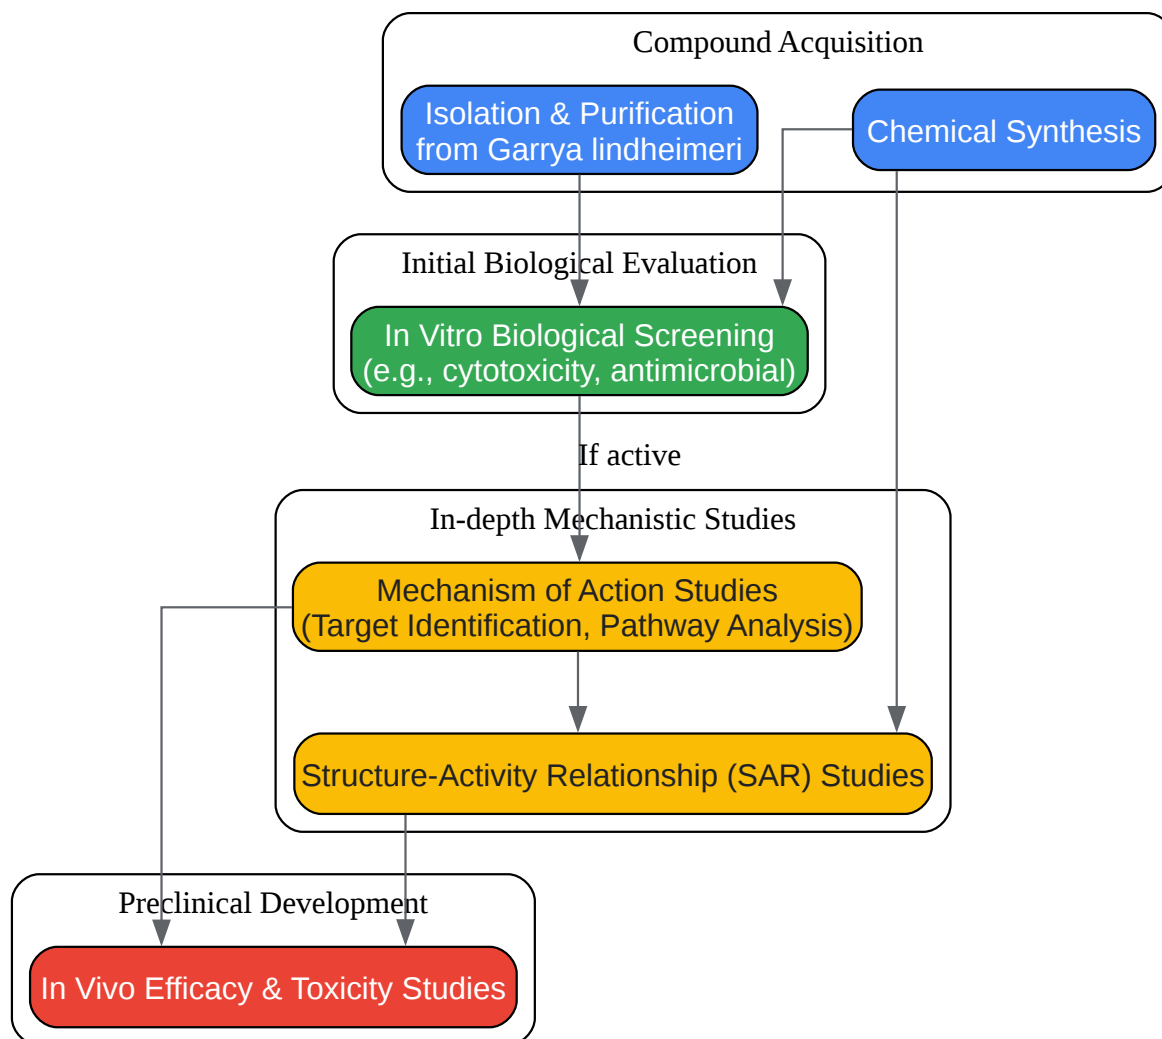 Compound Acquisition
Isolation & Purification
from Garrya lindheimeri
Chemical Synthesis
Initial Biological Evaluation
In Vitro Biological Screening
(e.g., cytotoxicity, antimicrobial)
If active
In-depth Mechanistic Studies
Mechanism of Action Studies
(Target Identification, Pathway Analysis)
Structure-Activity Relationship (SAR) Studies
Preclinical Development
In Vivo Efficacy & Toxicity Studies